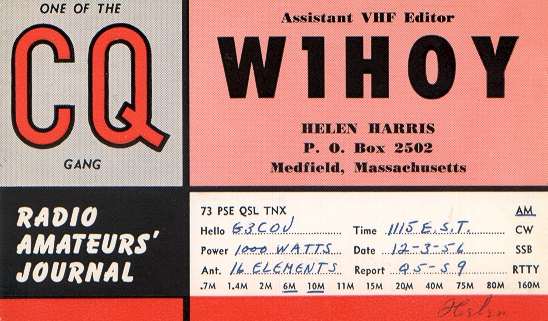 ONE OF THE
CQ
GANG
RADIO
AMATEURS'
JOURNAL
Assistant VHF Editor
W1HOY
HELEN HARRIS
P. O. Box 2502
Medfield, Massachusetts
73 PSE QSL TNX AM
Hello G3COJ Time 1115 E.S.T. CW
Power 1000 WATTS Date 12-3-56 SSB
Ant. 16 ELEMENTS Report Q5-S9 RTTY
.7M 1.4M 2M 6M 10M 11M 15M 20M 40M 75M 80M 160M
Helen